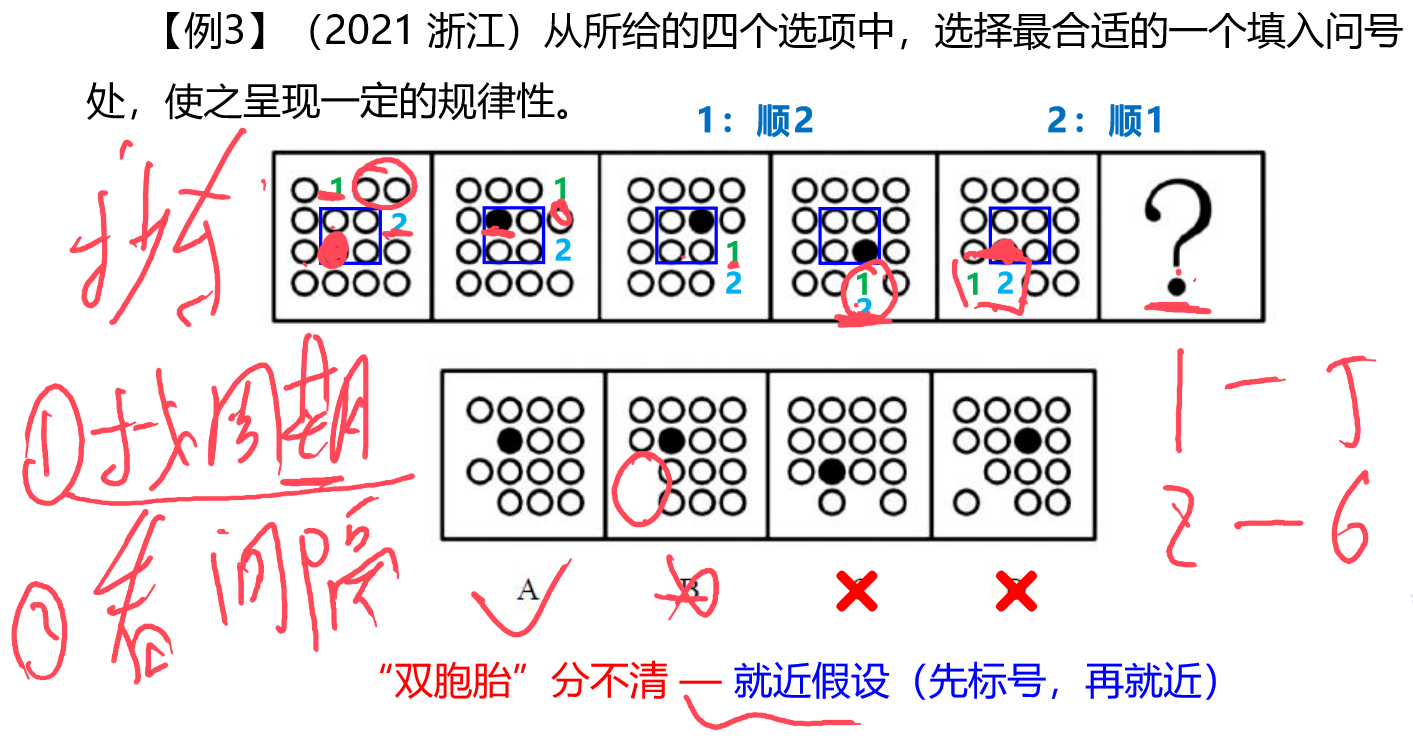 【例3】（2021 浙江）从所给的四个选项中，选择最合适的一个填入问号
处，使之呈现一定的规律性。
1：顺2 2：顺1
1 1
2 2 1 2 1 2 1 2 ?
①找周期
②看间隔
1 — 5
2 — 6
A B
“双胞胎”分不清 — 就近假设（先标号，再就近）